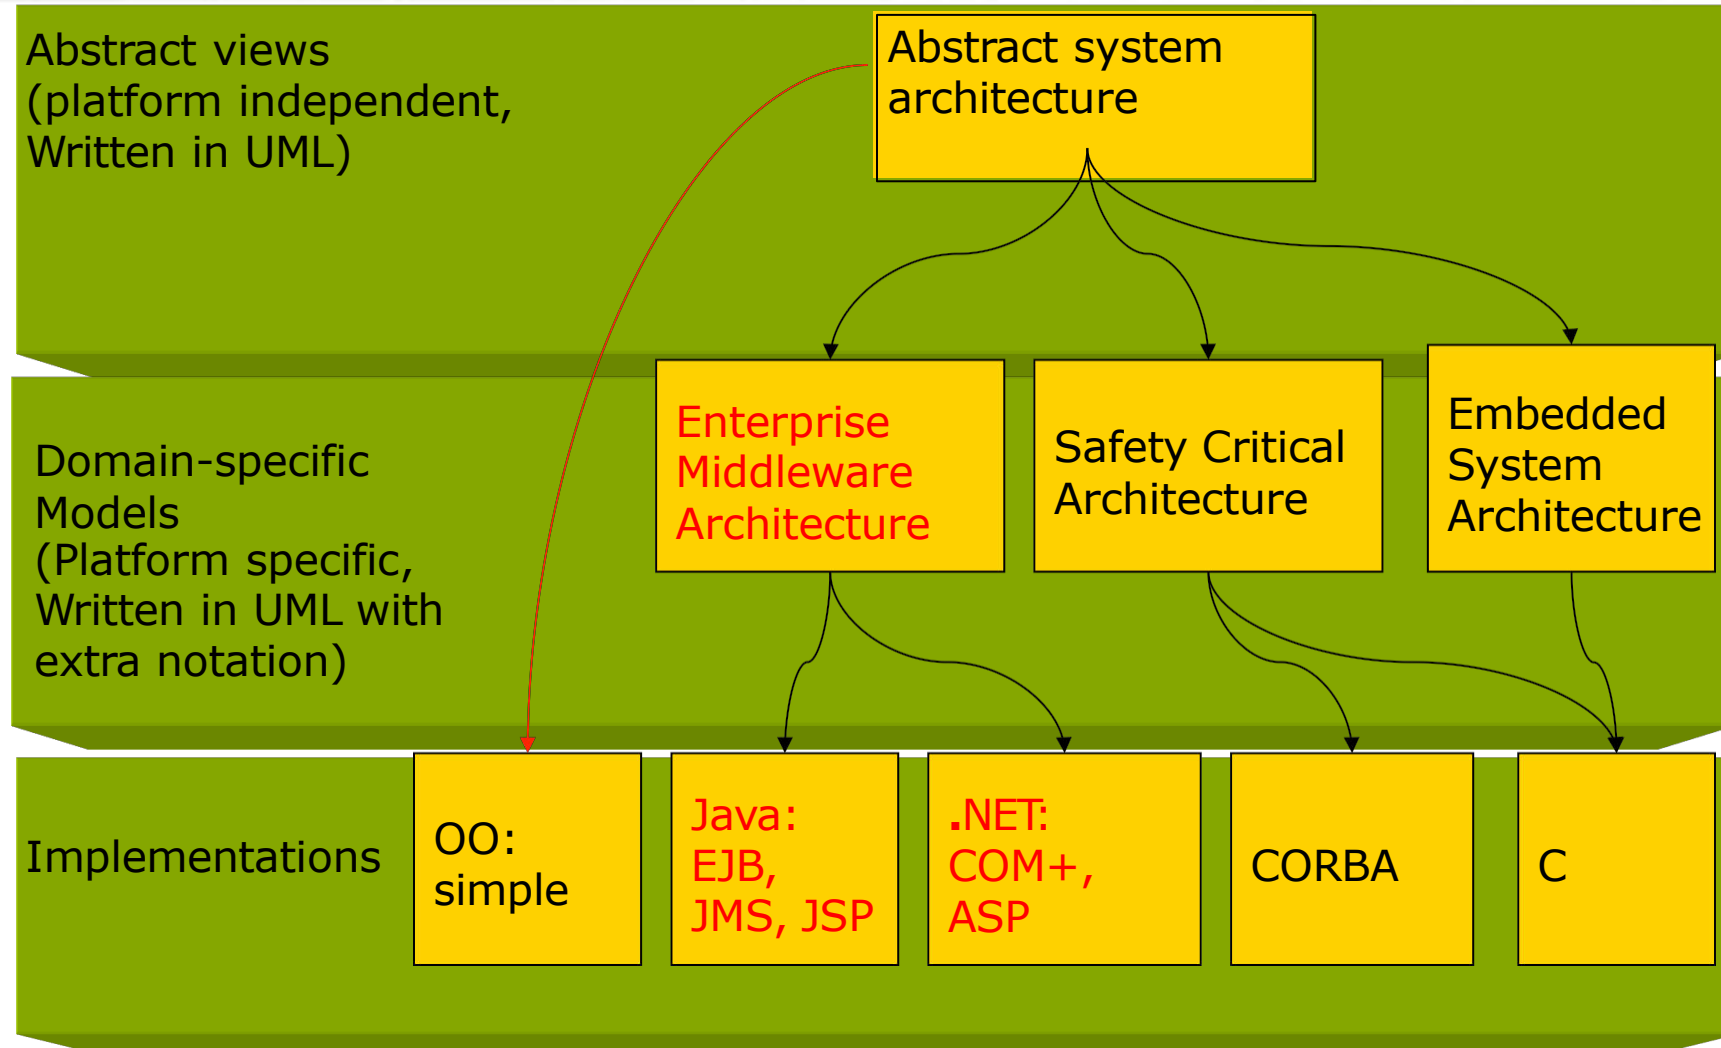 Abstract views
(platform independent,
Written in UML)
Abstract system
architecture
Domain-specific
Models
(Platform specific,
Written in UML with
extra notation)
Enterprise
Middleware
Architecture
Safety Critical
Architecture
Embedded
System
Architecture
Implementations
OO:
simple
Java:
EJB,
JMS, JSP
.NET:
COM+,
ASP
CORBA
C